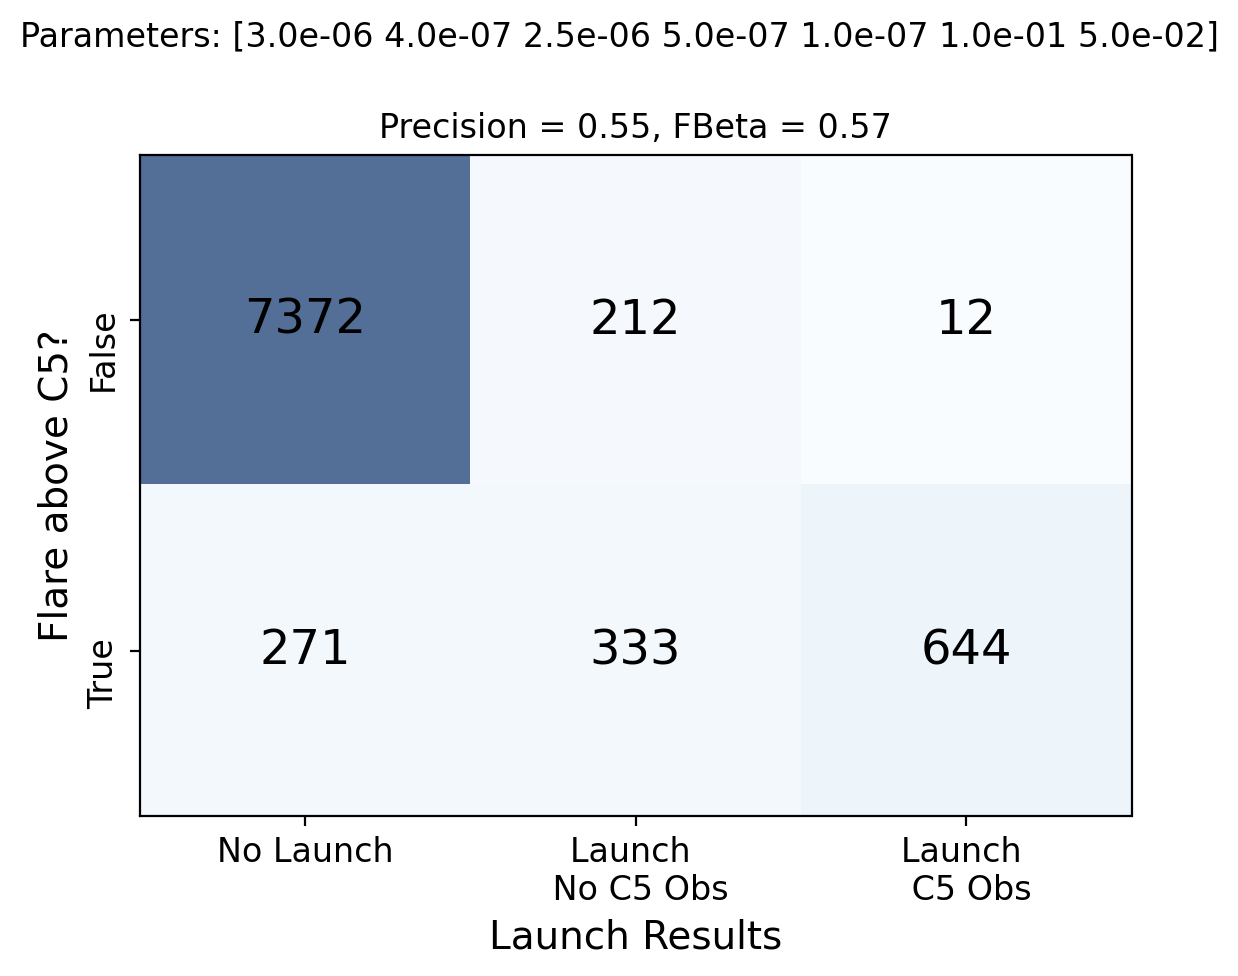 Parameters: [3.0e-06 4.0e-07 2.5e-06 5.0e-07 1.0e-07 1.0e-01 5.0e-02]
Precision = 0.55, FBeta = 0.57
Flare above C5?
False
7372 212 12
True
271 333 644
No Launch
Launch
No C5 Obs
Launch
C5 Obs
Launch Results